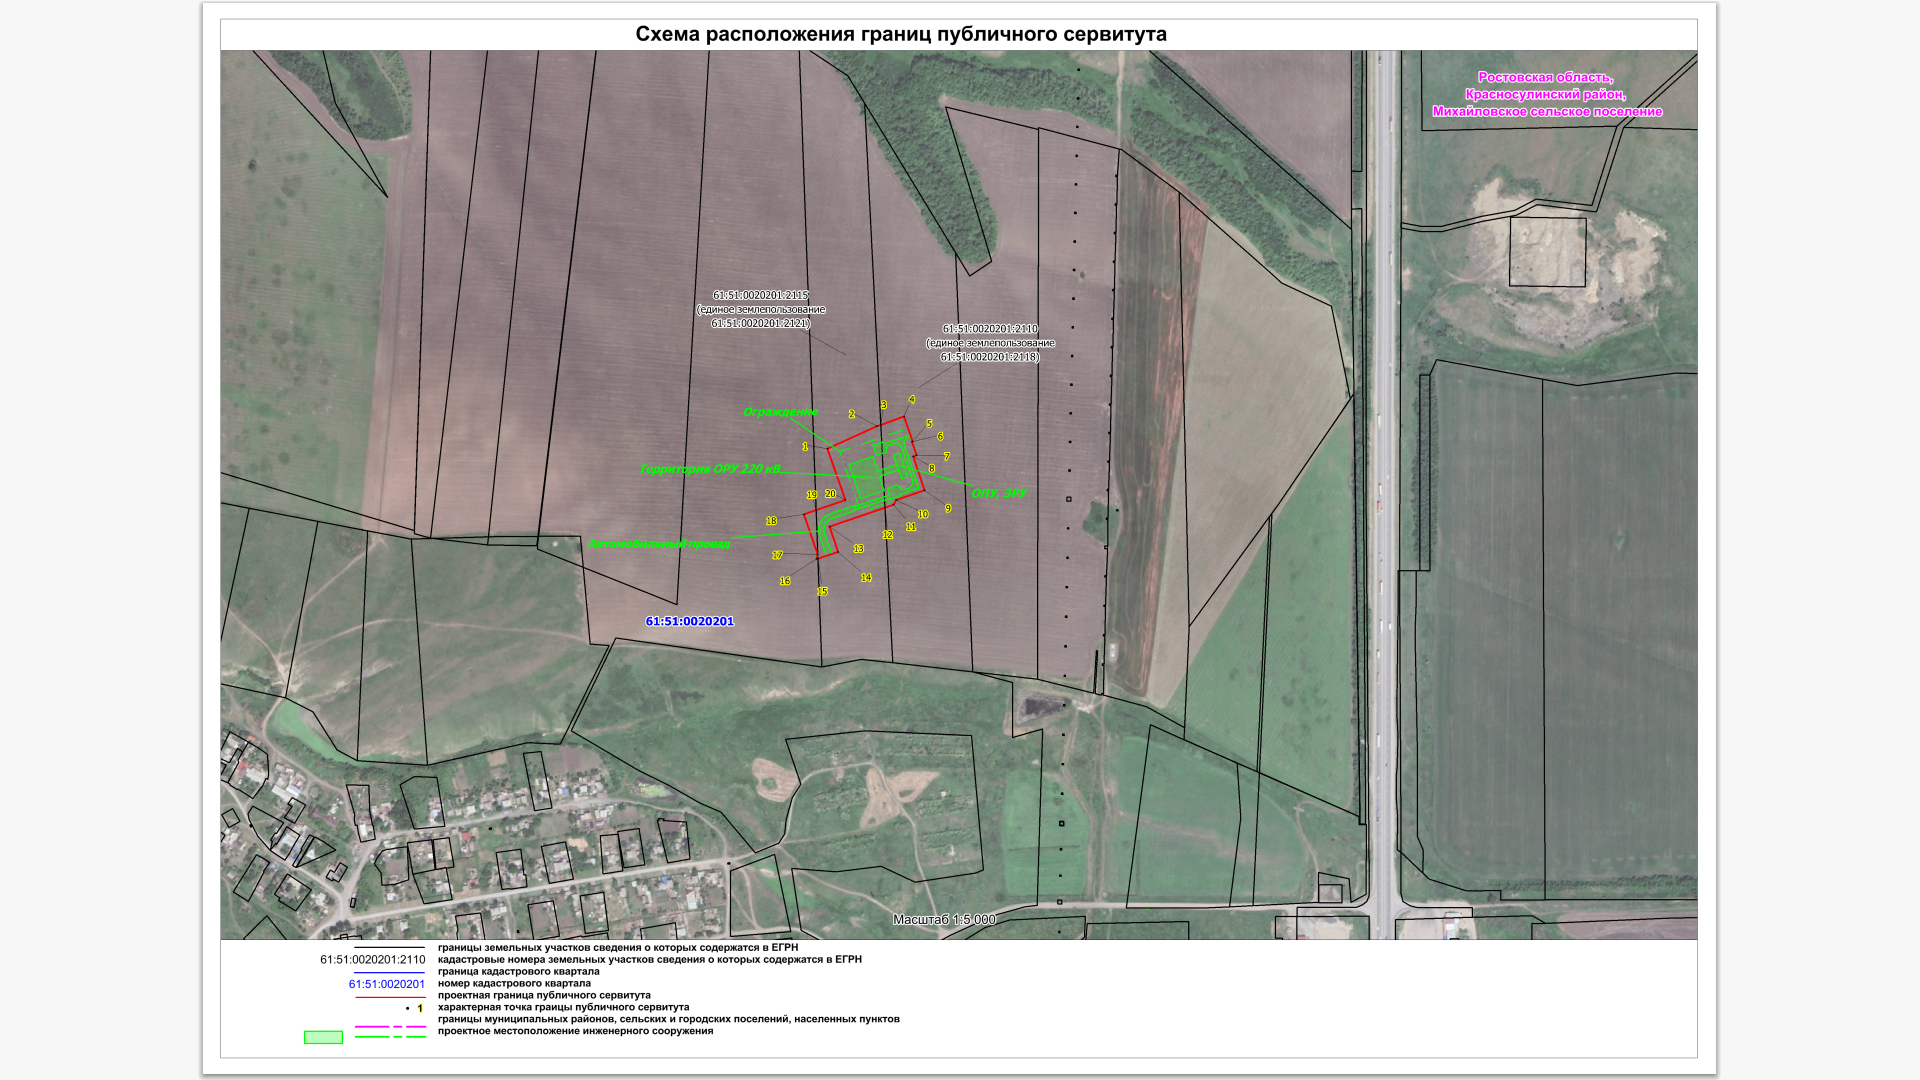 Схема расположения границ публичного сервитута
Ростовская область,
Красносулинский район,
Михайловское сельское поселение
61:51:0020201:2115
(единое землепользование
61:51:0020201:2121)
61:51:0020201:2110
(единое землепользование
61:51:0020201:2118)
Ограждение
Территория ОРУ 220 кВ
ОПУ, ЗРУ
Автомобильный проезд
1
2
3
4
5
6
7
8
9
10
11
12
13
14
15
16
17
18
19
20
61:51:0020201
Масштаб 1:5 000
границы земельных участков сведения о которых содержатся в ЕГРН
61:51:0020201:2110 кадастровые номера земельных участков сведения о которых содержатся в ЕГРН
граница кадастрового квартала
61:51:0020201 номер кадастрового квартала
проектная граница публичного сервитута
1 характерная точка граицы публичного сервитута
границы муниципальных районов, сельских и городских поселений, населенных пунктов
проектное местоположение инженерного сооружения